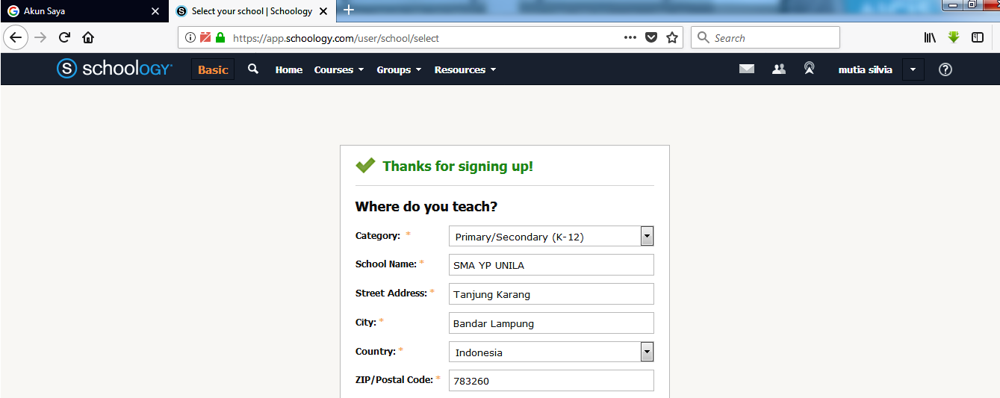 Akun Saya
Select your school | Schoology
https://app.schoology.com/user/school/select
Search
S schoology
Basic
Home
Courses
Groups
Resources
mutia silvia
Thanks for signing up!
Where do you teach?
Category: * Primary/Secondary (K-12)
School Name: * SMA YP UNILA
Street Address: * Tanjung Karang
City: * Bandar Lampung
Country: * Indonesia
ZIP/Postal Code: * 783260